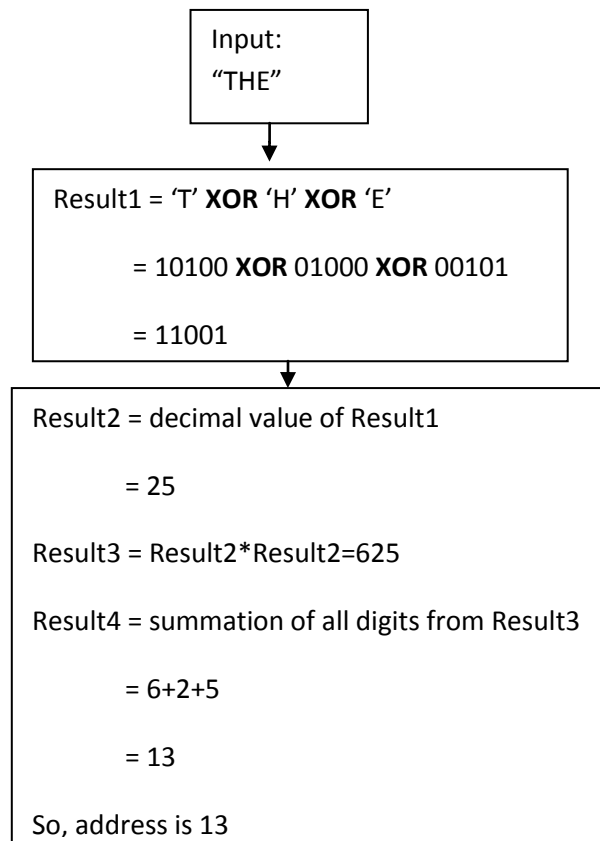 Input:
“THE”
Result1 = ‘T’ XOR ‘H’ XOR ‘E’
= 10100 XOR 01000 XOR 00101
= 11001
Result2 = decimal value of Result1
= 25
Result3 = Result2*Result2=625
Result4 = summation of all digits from Result3
= 6+2+5
= 13
So, address is 13